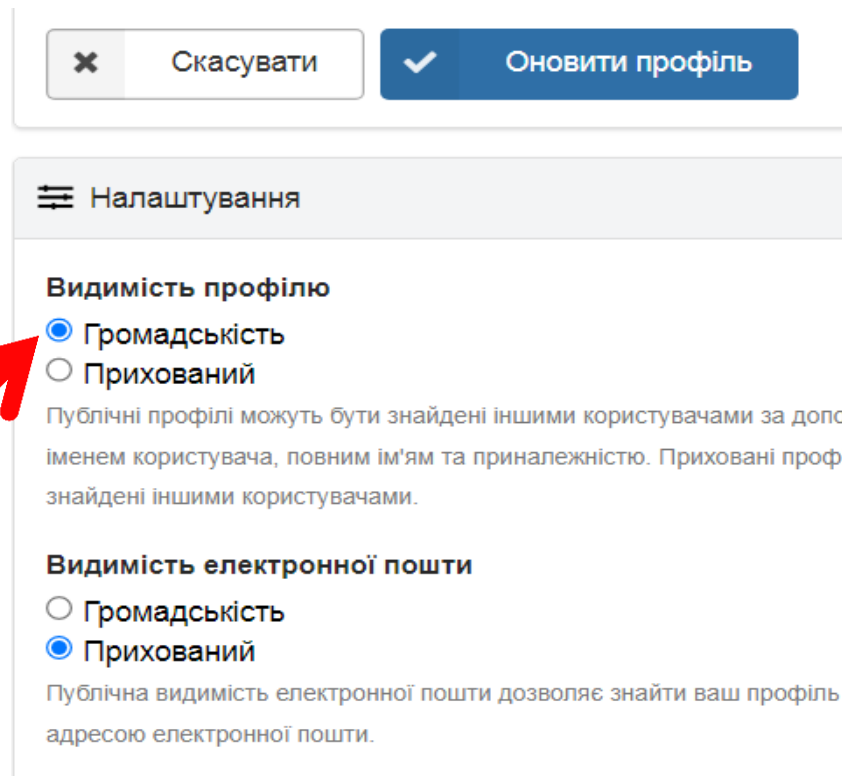 Скасувати
Оновити профіль
Налаштування
Видимість профілю
Громадськість
Прихований
Публічні профілі можуть бути знайдені іншими користувачами за
іменем користувача, повним ім'ям та приналежністю. Приховані
знайдені іншими користувачами.
Видимість електронної пошти
Громадськість
Прихований
Публічна видимість електронної пошти дозволяє знайти ваш профіль
адресою електронної пошти.